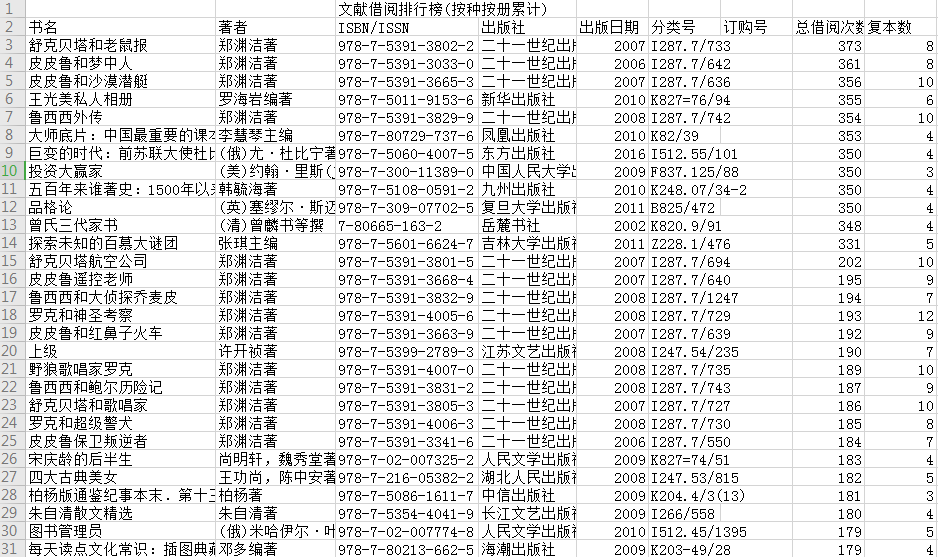 1 文献借阅排行榜(按种按册累计)
2 书名 著者 ISBN/ISSN 出版社 出版日期 分类号 订购号 总借阅次数 复本数
3 舒克贝塔和老鼠报 郑渊洁著 978-7-5391-3802-2 二十一世纪出版 2007 I287.7/733 373 8
4 皮皮鲁和梦中人 郑渊洁著 978-7-5391-3033-0 二十一世纪出版 2006 I287.7/642 361 8
5 皮皮鲁和沙漠潜艇 郑渊洁著 978-7-5391-3665-3 二十一世纪出版 2007 I287.7/636 356 10
6 王光美私人相册 罗海岩编著 978-7-5011-9153-6 新华出版社 2010 K827=76/94 355 6
7 鲁西西外传 郑渊洁著 978-7-5391-3829-9 二十一世纪出版 2008 I287.7/742 354 10
8 大师底片：中国最重要的课本 李慧琴主编 978-7-80729-737-6 凤凰出版社 2010 K82/39 353 4
9 巨变的时代：前苏联大使杜比 (俄)尤·杜比宁著 978-7-5060-4007-5 东方出版社 2016 I512.55/101 350 4
10 投资大赢家 (美)约翰·里斯( 978-7-300-11389-0 中国人民大学出 2009 F837.125/88 350 3
11 五百年来谁著史：1500年以来 韩毓海著 978-7-5108-0591-2 九州出版社 2010 K248.07/34-2 350 4
12 品格论 (英)塞缪尔·斯迈 978-7-309-07702-5 复旦大学出版社 2011 B825/472 350 4
13 曾氏三代家书 (清)曾麟书等撰 7-80665-163-2 岳麓书社 2002 K820.9/91 348 4
14 探索未知的百慕大谜团 张琪主编 978-7-5601-6624-7 吉林大学出版社 2011 Z228.1/476 331 5
15 舒克贝塔航空公司 郑渊洁著 978-7-5391-3801-5 二十一世纪出版 2007 I287.7/694 202 10
16 皮皮鲁遥控老师 郑渊洁著 978-7-5391-3668-4 二十一世纪出版 2007 I287.7/640 195 9
17 鲁西西和大侦探乔麦皮 郑渊洁著 978-7-5391-3832-9 二十一世纪出版 2008 I287.7/1247 194 7
18 罗克和神圣考察 郑渊洁著 978-7-5391-4005-6 二十一世纪出版 2008 I287.7/729 193 12
19 皮皮鲁和红鼻子火车 郑渊洁著 978-7-5391-3663-9 二十一世纪出版 2007 I287.7/639 192 9
20 上级 许开祯著 978-7-5399-2789-3 江苏文艺出版社 2008 I247.54/235 190 7
21 野狼歌唱家罗克 郑渊洁著 978-7-5391-4007-0 二十一世纪出版 2008 I287.7/735 189 10
22 鲁西西和鲍尔历险记 郑渊洁著 978-7-5391-3831-2 二十一世纪出版 2008 I287.7/743 187 9
23 舒克贝塔和歌唱家 郑渊洁著 978-7-5391-3805-3 二十一世纪出版 2007 I287.7/727 186 10
24 罗克和超级警犬 郑渊洁著 978-7-5391-4006-3 二十一世纪出版 2008 I287.7/730 185 8
25 皮皮鲁保卫叛逆者 郑渊洁著 978-7-5391-3341-6 二十一世纪出版 2006 I287.7/550 184 7
26 宋庆龄的后半生 尚明轩，魏秀堂著 978-7-02-007325-2 人民文学出版社 2009 K827=74/51 183 4
27 四大古典美女 王功尚，陈中安著 978-7-216-05382-2 湖北人民出版社 2008 I247.53/815 182 5
28 柏杨版通鉴纪事本末．第十三 柏杨著 978-7-5086-1611-7 中信出版社 2009 K204.4/3(13) 181 3
29 朱自清散文精选 朱自清著 978-7-5354-4041-9 长江文艺出版社 2009 I266/558 180 4
30 图书管理员 (俄)米哈伊尔·叶 978-7-02-007774-8 人民文学出版社 2010 I512.45/1395 179 5
31 每天读点文化常识：插图典藏 邓多编著 978-7-80213-662-5 海潮出版社 2009 K203-49/28 179 4